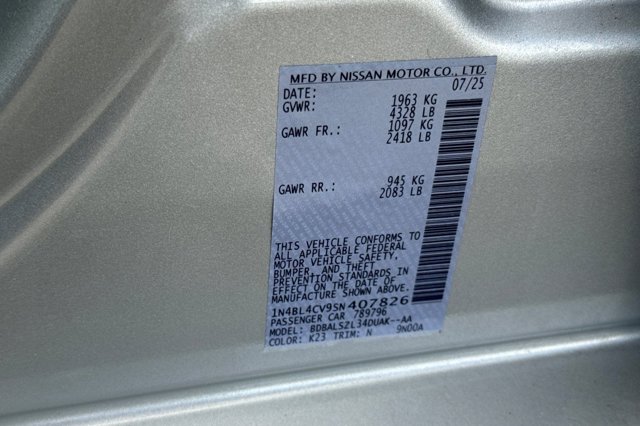 MFD BY NISSAN MOTOR CO., LTD.
DATE: 07/25
GVWR: 1963 KG
4328 LB
GAWR FR.: 1097 KG
2418 LB
GAWR RR.: 945 KG
2083 LB
THIS VEHICLE CONFORMS TO
ALL APPLICABLE FEDERAL
MOTOR VEHICLE SAFETY,
BUMPER, AND THEFT
PREVENTION STANDARDS IN
EFFECT ON THE DATE OF
MANUFACTURE SHOWN ABOVE.
1N4BL4CV9SN407826
PASSENGER CAR 789796
BDBALSZL34DUAK--AA
COLOR: K23 TRIM: N 9N00A